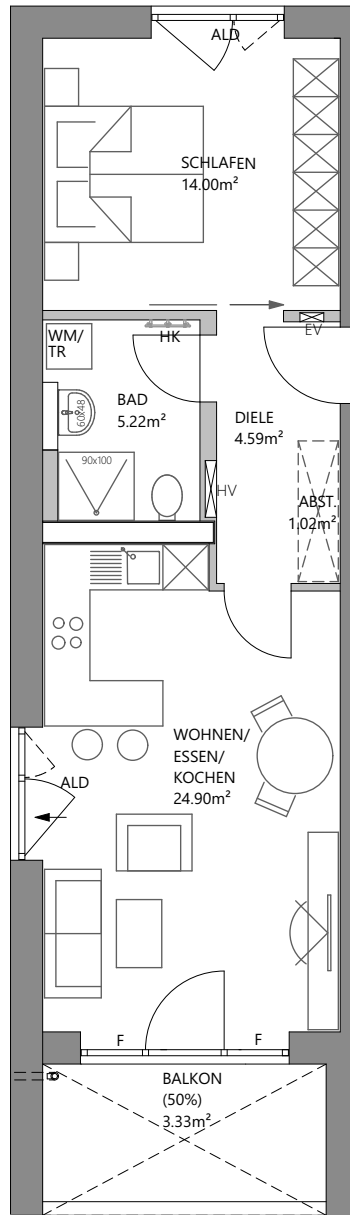 ALD
SCHLAFEN
14.00m²
WM/
TR
HK
EV
60x48
BAD
5.22m²
DIELE
4.59m²
90x100
HV
ABST.
1.02m²
WOHNEN/
ESSEN/
KOCHEN
24.90m²
ALD
F
F
BALKON
(50%)
3.33m²